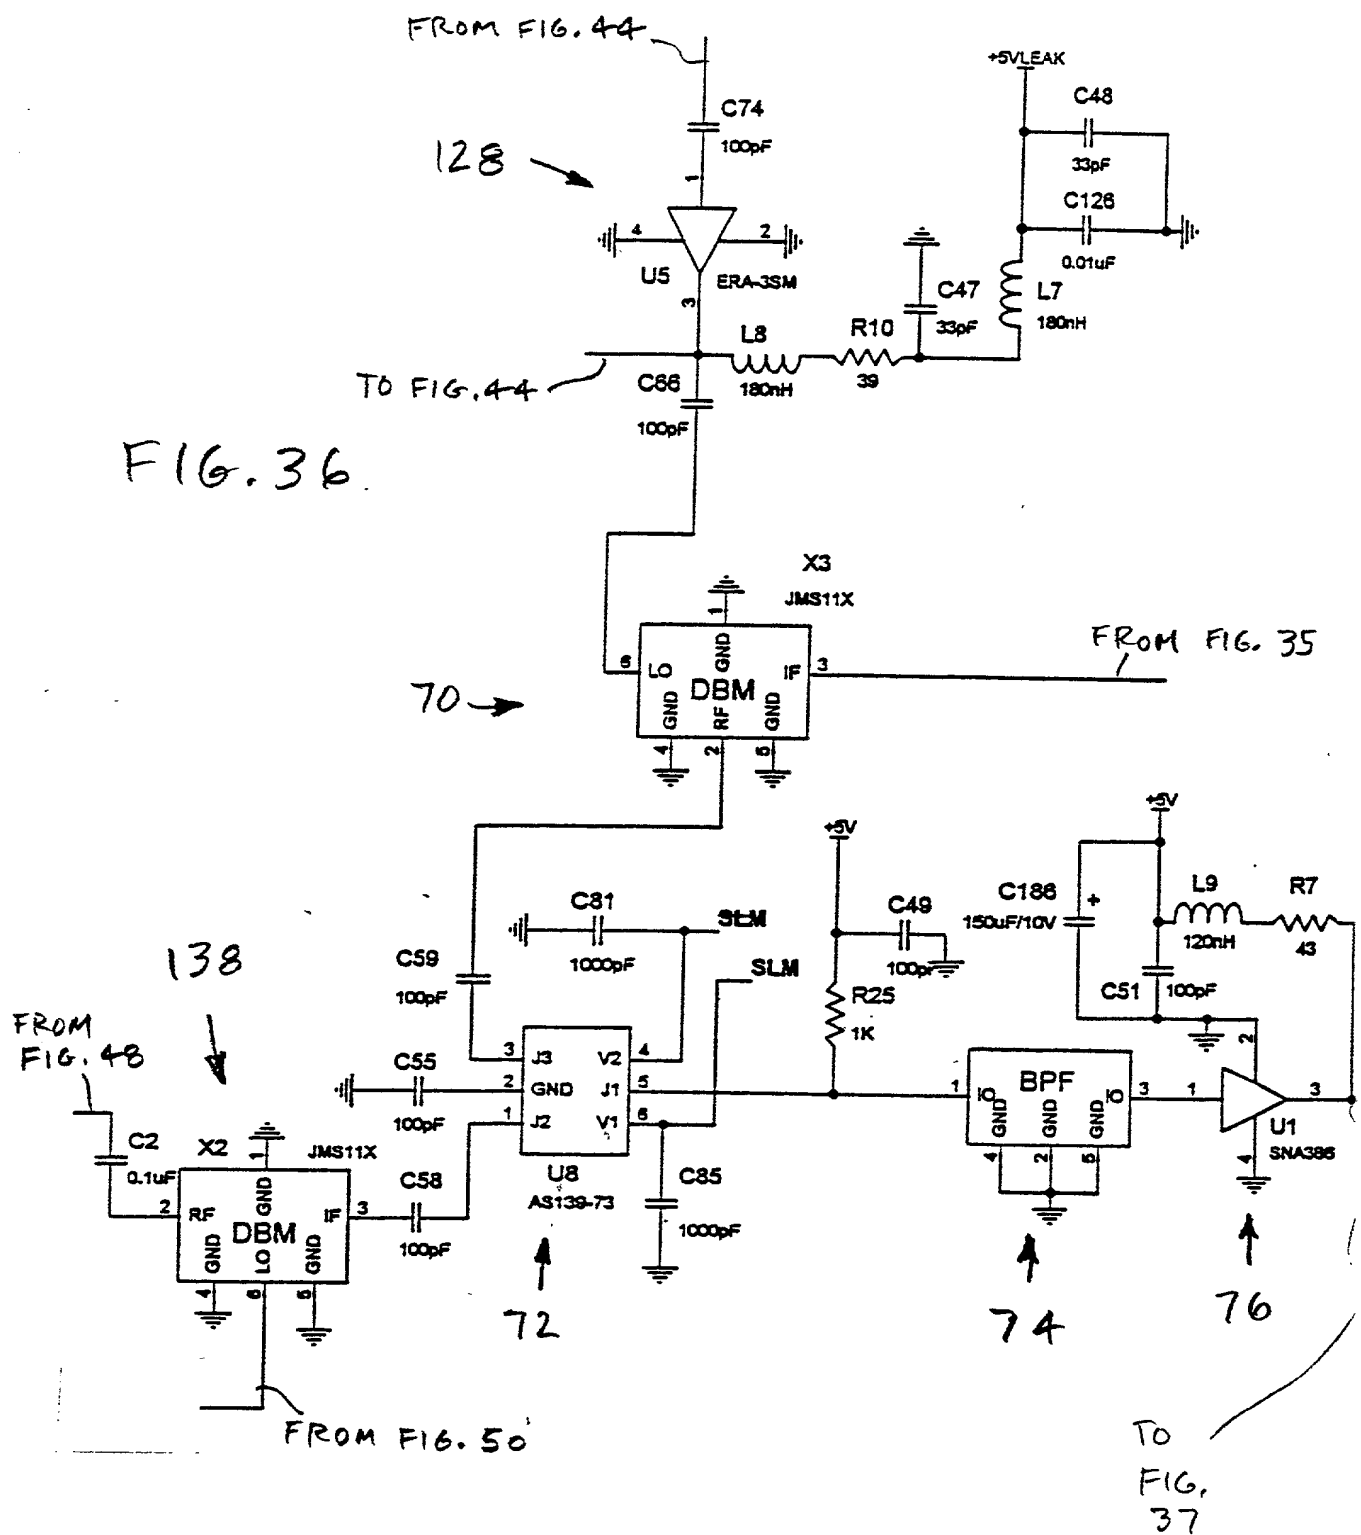 FROM FIG. 44
+5VLEAK
C74
100pF
C48
33pF
128
1
C126
0.01uF
4
2
U5
ERA-3SM
3
C47
33pF
L7
180nH
L8
180nH
R10
39
TO FIG. 44
C66
100pF
FIG. 36
X3
JMS11X
1
GND
FROM FIG. 35
6
LO
DBM
IF
3
70
GND
RF
GND
4
2
5
+5V
+5V
C81
1000pF
SLM
C49
C186
+
150uF/10V
L9
120nH
R7
43
138
C59
100pF
SLM
C51
100pF
R25
1K
FROM
FIG. 48
3
J3
V2
4
C55
100pF
2
GND
J1
5
1
J2
V1
6
1
IO
BPF
IO
3
GND
GND
GND
4
2
5
1
2
3
4
U1
SNA386
C2
0.1uF
X2
JMS11X
1
2
RF
GND
IF
3
DBM
GND
LO
GND
4
6
5
C58
100pF
U8
AS139-73
C85
1000pF
72
74
76
FROM FIG. 50
TO
FIG.
37